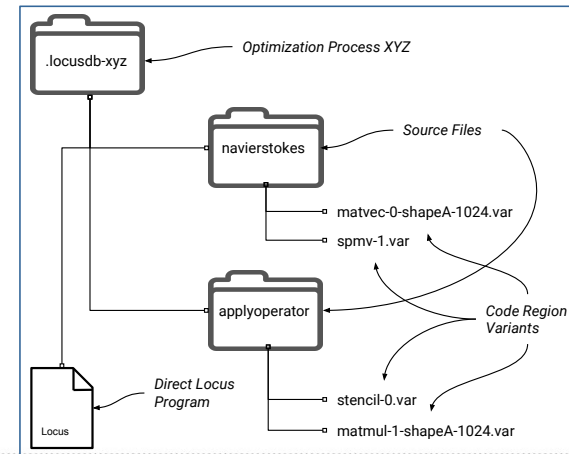 .locusdb-xyz
Optimization Process XYZ
navierstokes
Source Files
matvec-0-shapeA-1024.var
spmv-1.var
applyoperator
Code Region
Variants
Direct Locus
Program
stencil-0.var
Locus
matmul-1-shapeA-1024.var